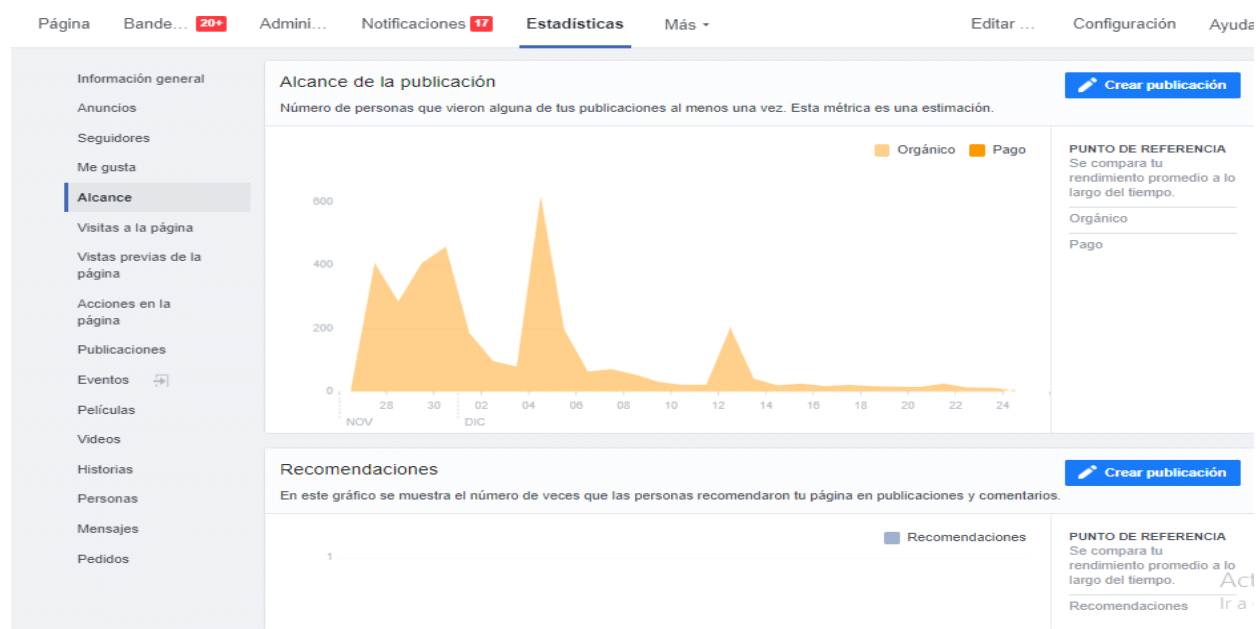 Página Bande... 20+ Admini... Notificaciones 17 Estadísticas Más Editar ... Configuración Ayuda
Información general
Anuncios
Seguidores
Me gusta
Alcance
Visitas a la página
Vistas previas de la
página
Acciones en la
página
Publicaciones
Eventos
Películas
Videos
Historias
Personas
Mensajes
Pedidos
Alcance de la publicación
Crear publicación
Número de personas que vieron alguna de tus publicaciones al menos una vez. Esta métrica es una estimación.
Orgánico Pago
600
400
200
0
28 30 02 04 06 08 10 12 14 16 18 20 22 24
NOV DIC
PUNTO DE REFERENCIA
Se compara tu
rendimiento promedio a lo
largo del tiempo.
Orgánico
Pago
Recomendaciones
Crear publicación
En este gráfico se muestra el número de veces que las personas recomendaron tu página en publicaciones y comentarios.
Recomendaciones
1
PUNTO DE REFERENCIA
Se compara tu
rendimiento promedio a lo
largo del tiempo.
Recomendaciones
Act
Ir a